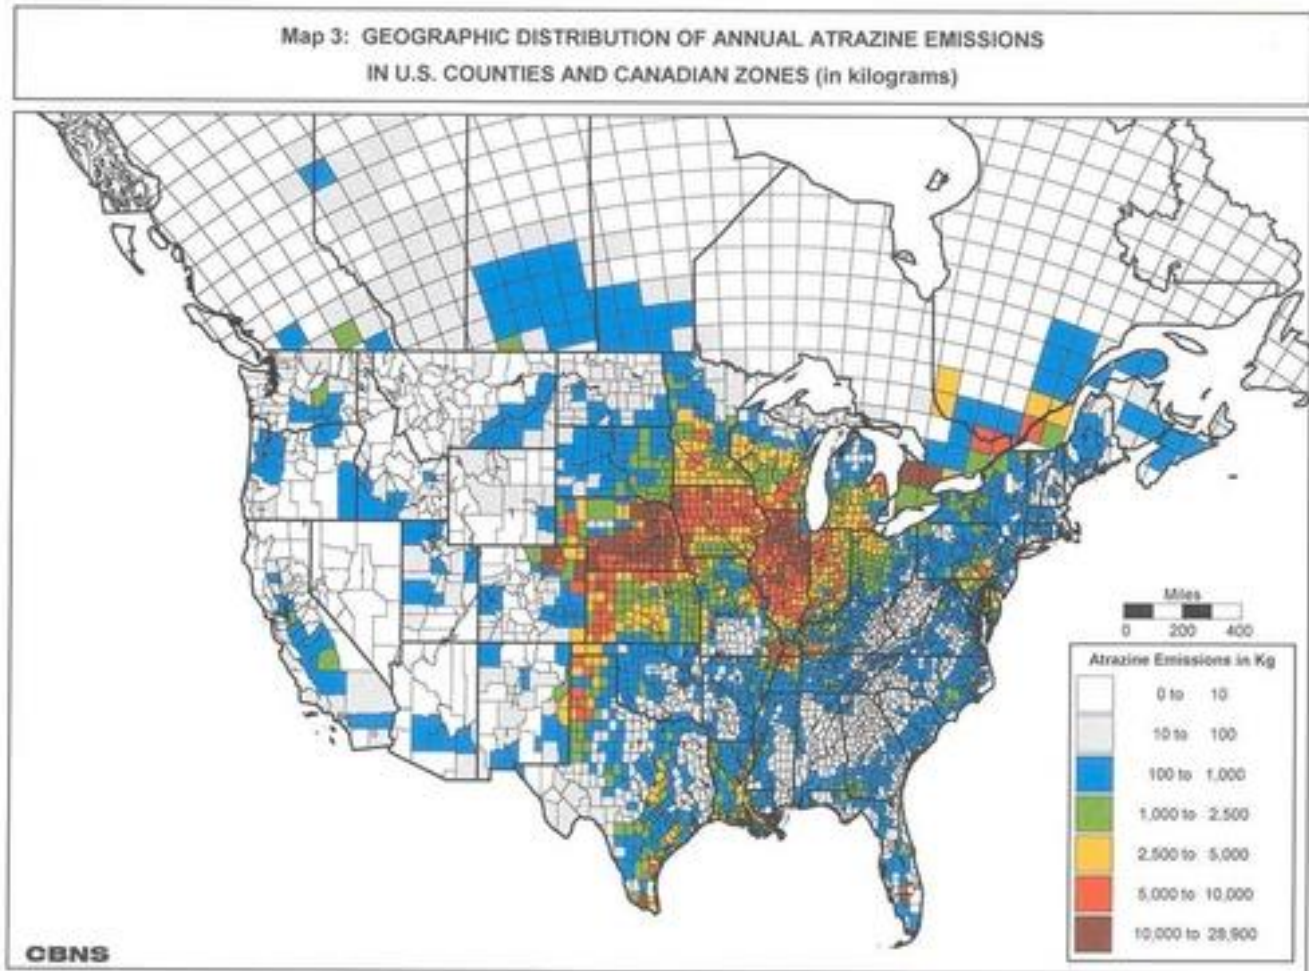 Map 3: GEOGRAPHIC DISTRIBUTION OF ANNUAL ATRAZINE EMISSIONS
IN U.S. COUNTIES AND CANADIAN ZONES (in kilograms)
Miles
0 200 400
Atrazine Emissions in Kg
0 to 10
10 to 100
100 to 1,000
1,000 to 2,500
2,500 to 5,000
5,000 to 10,000
10,000 to 28,900
CBNS